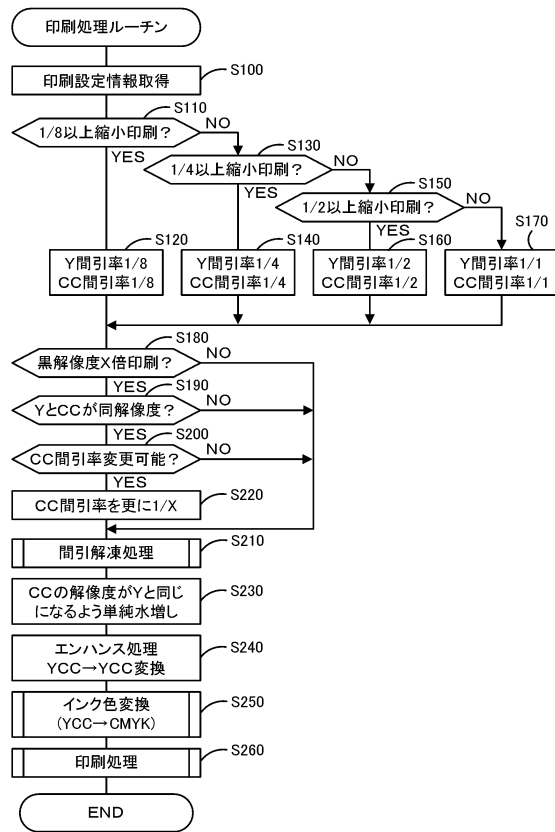 印刷処理ルーチン
印刷設定情報取得
S100
1/8以上縮小印刷？
S110
NO
YES
1/4以上縮小印刷？
S130
NO
YES
1/2以上縮小印刷？
S150
NO
YES
S120
Y間引率1/8
CC間引率1/8
S140
Y間引率1/4
CC間引率1/4
S160
Y間引率1/2
CC間引率1/2
S170
Y間引率1/1
CC間引率1/1
黒解像度X倍印刷？
S180
NO
YES
YとCCが同解像度？
S190
NO
YES
CC間引率変更可能？
S200
NO
YES
CC間引率を更に1/X
S220
間引解凍処理
S210
CCの解像度がYと同じ
になるよう単純水増し
S230
エンハンス処理
YCC→YCC変換
S240
インク色変換
(YCC→CMYK)
S250
印刷処理
S260
END